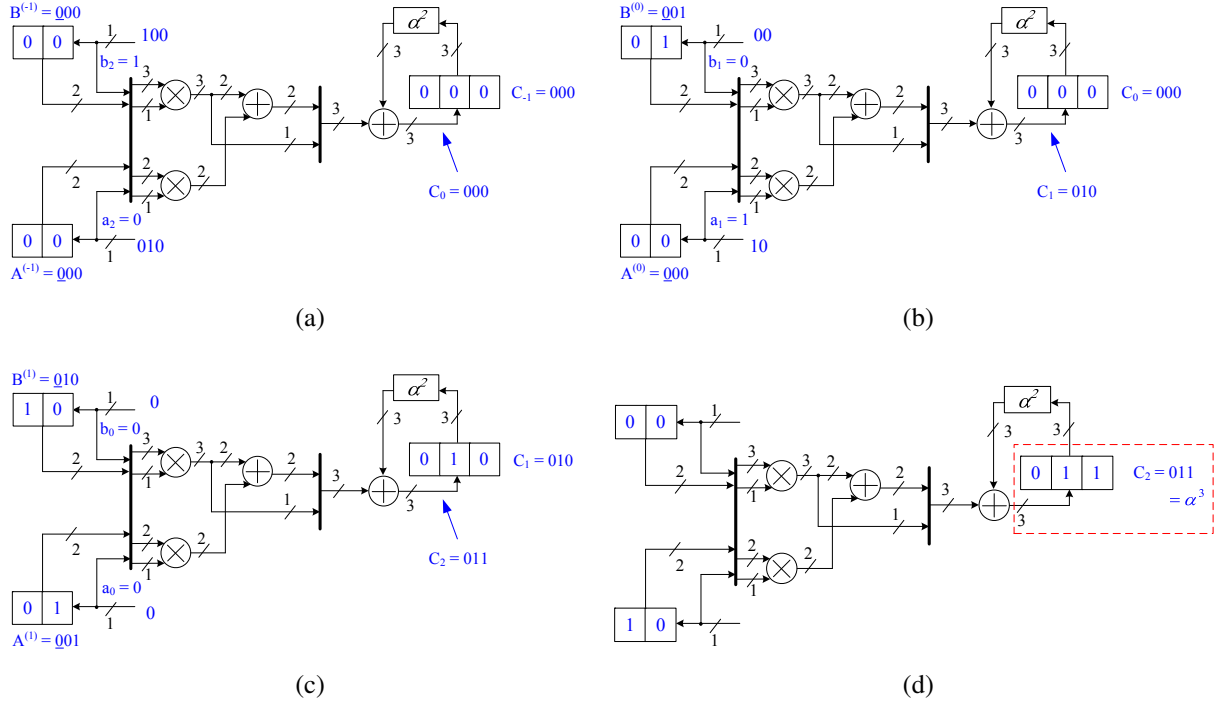 B(-1) = 000
0 0
1
100
b2 = 1
α2
3
3
0 0 0
C-1 = 000
2
3
1
3
2
2
3
3
1
C0 = 000
2
2
1
2
a2 = 0
0 0
1
010
A(-1) = 000
(a)
B(0) = 001
0 1
1
00
b1 = 0
α2
3
3
0 0 0
C0 = 000
2
3
1
3
2
2
3
3
1
C1 = 010
2
2
1
2
a1 = 1
0 0
1
10
A(0) = 000
(b)
B(1) = 010
1 0
1
0
b0 = 0
α2
3
3
0 1 0
C1 = 010
2
3
1
3
2
2
3
3
1
C2 = 011
2
2
1
2
a0 = 0
0 1
1
0
A(1) = 001
(c)
0 0
1
α2
3
3
0 1 1
C2 = 011
= α3
2
3
1
3
2
2
3
3
1
2
2
1
2
1 0
1
(d)